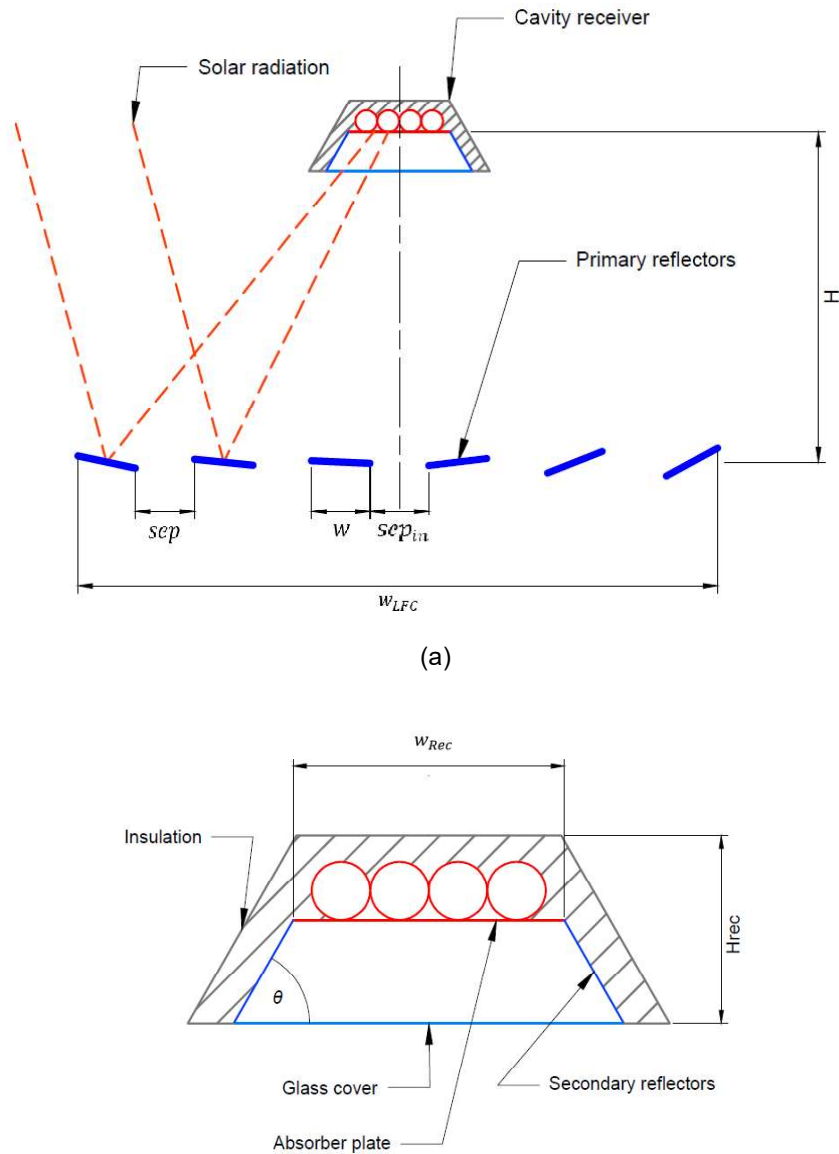 Cavity receiver
Solar radiation
Primary reflectors
H
sep
w
sep_in
w_LFC
(a)
w_Rec
Insulation
Hrec
θ
Glass cover
Secondary reflectors
Absorber plate